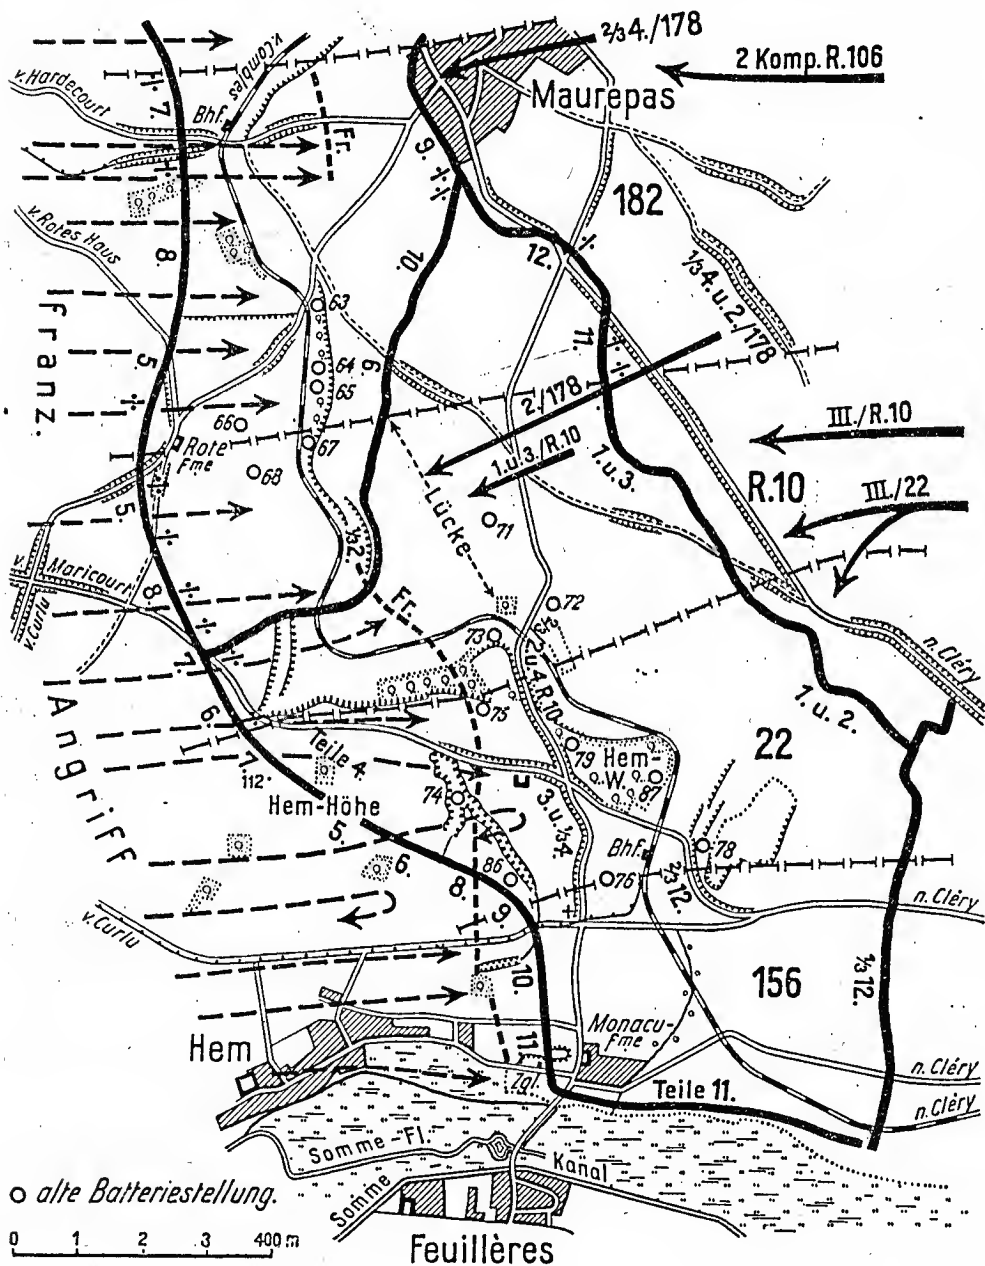 ⅔ 4./178
2 Komp. R. 106
Maurepas
v. Combles
v. Hardecourt
Bhf.
Fr.
7.
9.
182
v. Rotes Haus
8.
10.
12.
⅓ 4. u. 2./178
63
11.
franz.
5.
64
6.
65
2./178
66
67
Rote
Fme
68
III./R.10
1. u. 3./R.10
1. u. 3.
R.10
III./22
5.
Lücke
71
½ 2.
v. Maricourt
8.
Fr.
72
v. Curlu
7.
73
⅔ 2. u. 4. R. 10
n. Cléry
Angriff
6.
75
1. u. 2.
22
Teile 4.
79
Hem-
W.
87
7.
112
Hem-Höhe
74
3. u. ⅓ 4.
5.
Bhf.
78
6.
86
8.
76
⅔ 12.
9.
n. Cléry
v. Curlu
10.
156
⅓ 12.
Monacu-
Fme
Hem
11.
Zgl.
n. Cléry
Teile 11.
n. Cléry
Somme-Fl.
Kanal
Somme
alte Batteriestellung.
0 1 2 3 400 m
Feuillères